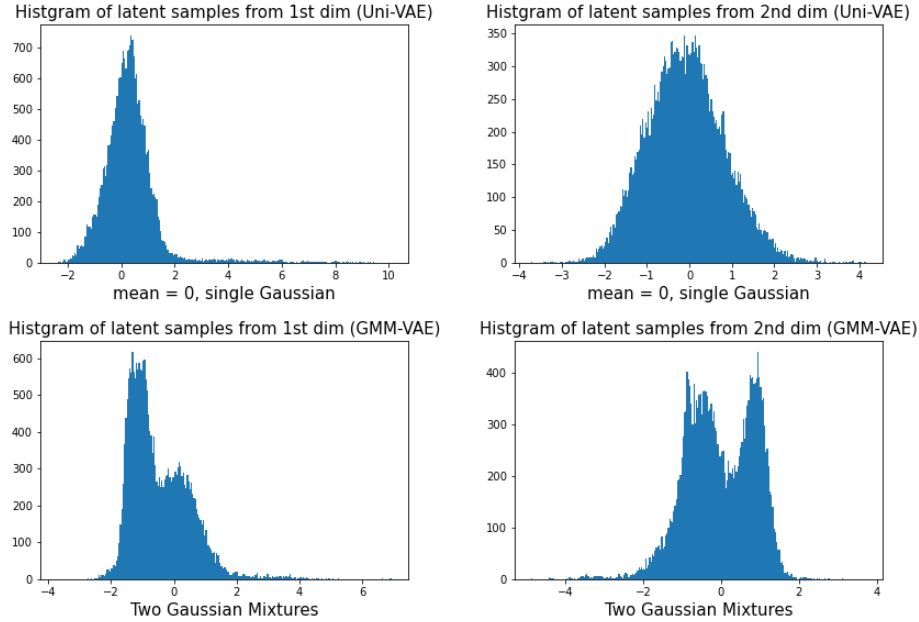 Histgram of latent samples from 1st dim (Uni-VAE)
700
600
500
400
300
200
100
0
−2 0 2 4 6 8 10
mean = 0, single Gaussian
Histgram of latent samples from 2nd dim (Uni-VAE)
350
300
250
200
150
100
50
0
−4 −3 −2 −1 0 1 2 3 4
mean = 0, single Gaussian
Histgram of latent samples from 1st dim (GMM-VAE)
600
500
400
300
200
100
0
−4 −2 0 2 4 6
Two Gaussian Mixtures
Histgram of latent samples from 2nd dim (GMM-VAE)
400
300
200
100
0
−4 −2 0 2 4
Two Gaussian Mixtures